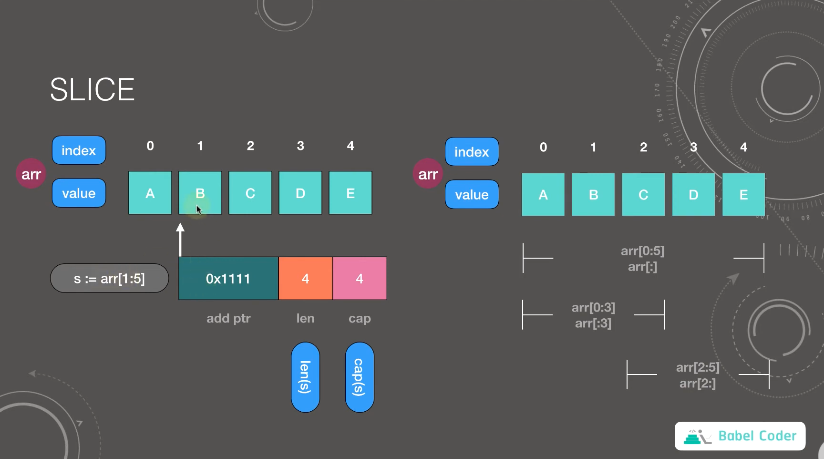 SLICE
index
0 1 2 3 4
arr
value
A B C D E
s := arr[1:5]
0x1111
4
4
add ptr
len
cap
len(s)
cap(s)
index
0 1 2 3 4
arr
value
A B C D E
arr[0:5]
arr[:]
arr[0:3]
arr[:3]
arr[2:5]
arr[2:]
Babel Coder